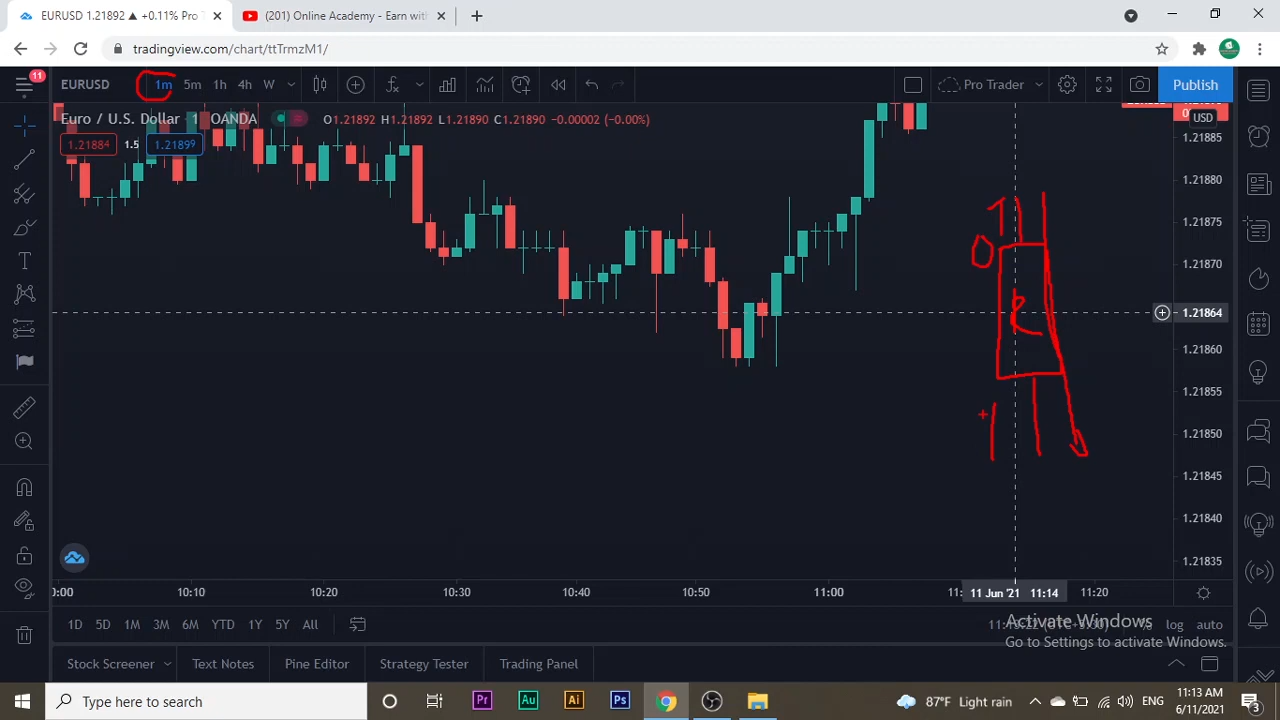 EURUSD 1.21892 ▲ +0.11% Pro
(201) Online Academy - Earn with
tradingview.com/chart/ttTrmzM1/
11
EURUSD 1m 5m 1h 4h W
Pro Trader
Publish
Euro / U.S. Dollar · 1 OANDA O1.21892 H1.21892 L1.21890 C1.21890 −0.00002 (−0.00%)
USD
1.21884 1.5 1.21899
1.21885
1.21880
1.21875
1.21870
1.21864
1.21860
1.21855
1.21850
1.21845
1.21840
1.21835
10:10 10:20 10:30 10:40 10:50 11:00 11 Jun '21 11:14 11:20
1D 5D 1M 3M 6M YTD 1Y 5Y All
log auto
Activate Windows
Go to Settings to activate Windows.
Stock Screener Text Notes Pine Editor Strategy Tester Trading Panel
Type here to search
Pr Au Ai Ps
87°F Light rain
ENG
11:13 AM
6/11/2021
3